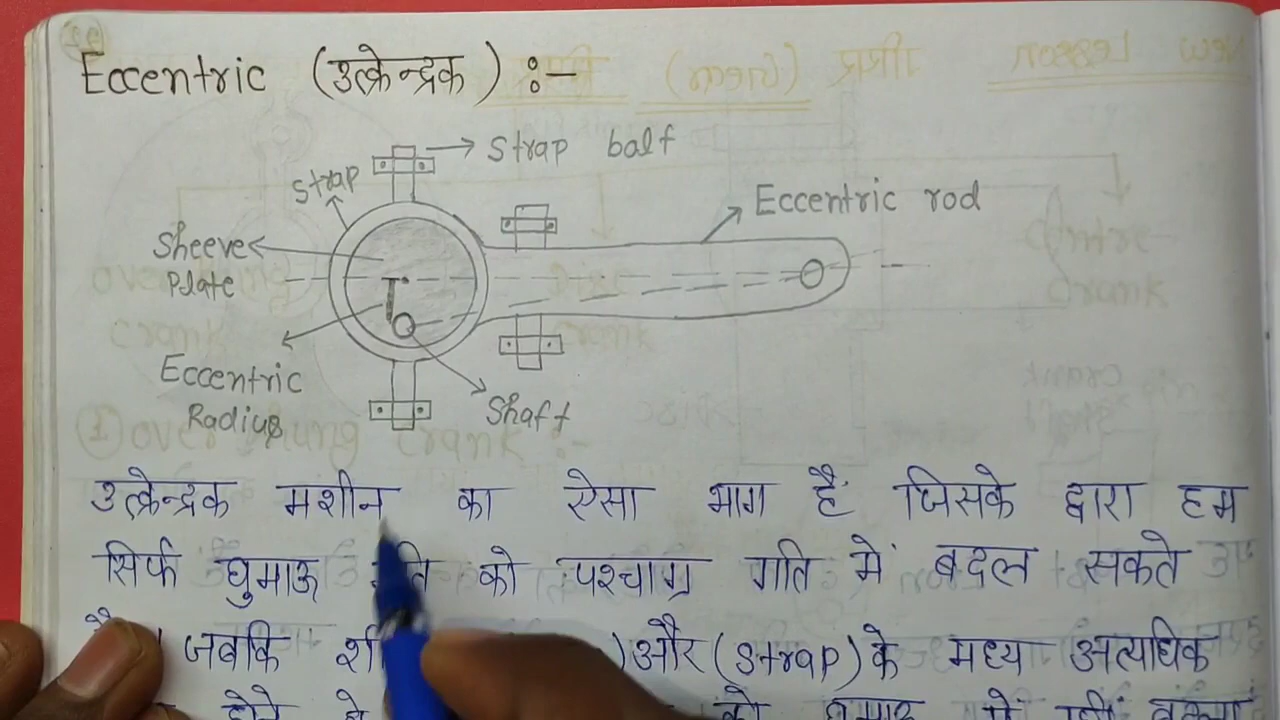 Eccentric (उत्केन्द्रक) :-
Strap balt
Strap
Eccentric rod
Sheeve
Plate
Eccentric
Radius
Shaft
उत्केन्द्रक मशीन का ऐसा भाग है जिसके द्वारा हम
सिर्फ घुमाऊ को पश्चाग्र गति में बदल सकते
जबकि )और (strap) के मध्य अत्यधिक